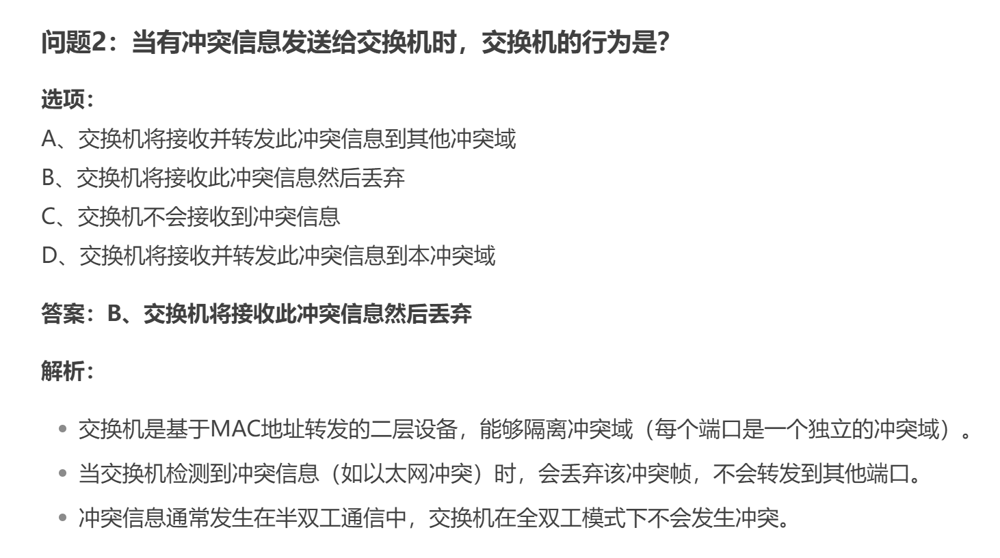 问题2：当有冲突信息发送给交换机时，交换机的行为是？
选项：
A、交换机将接收并转发此冲突信息到其他冲突域
B、交换机将接收此冲突信息然后丢弃
C、交换机不会接收到冲突信息
D、交换机将接收并转发此冲突信息到本冲突域
答案：B、交换机将接收此冲突信息然后丢弃
解析：
• 交换机是基于MAC地址转发的二层设备，能够隔离冲突域（每个端口是一个独立的冲突域）。
• 当交换机检测到冲突信息（如以太网冲突）时，会丢弃该冲突帧，不会转发到其他端口。
• 冲突信息通常发生在半双工通信中，交换机在全双工模式下不会发生冲突。